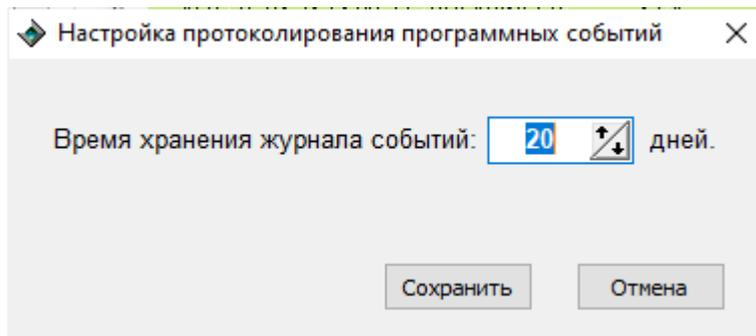 Настройка протоколирования программных событий
Время хранения журнала событий: 20 дней.
Сохранить Отмена